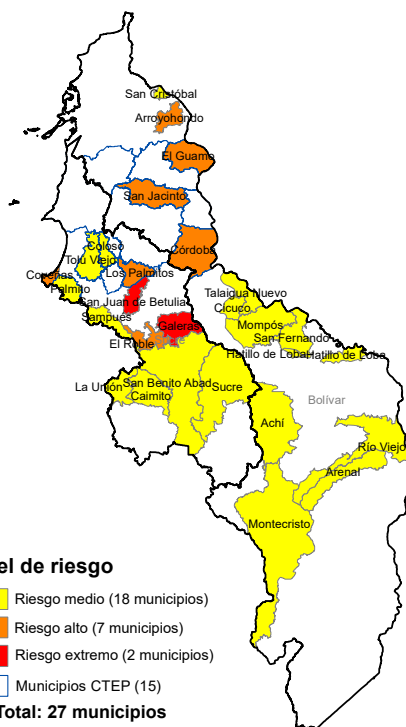 San Cristóbal
Arroyohondo
El Guamo
San Jacinto
Córdoba
Coloso
Tolú Viejo
Los Palmitos
Coveñas
Palmito
San Juan de Betulia
Sampués
Galeras
El Roble
Talaigua Nuevo
Cicuco
Mompós
San Fernando
Hatillo de Loba
Hatillo de Loba
La Unión
San Benito Abad
Sucre
Caimito
Bolívar
Achí
Río Viejo
Arenal
Montecristo
el de riesgo
Riesgo medio (18 municipios)
Riesgo alto (7 municipios)
Riesgo extremo (2 municipios)
Municipios CTEP (15)
Total: 27 municipios